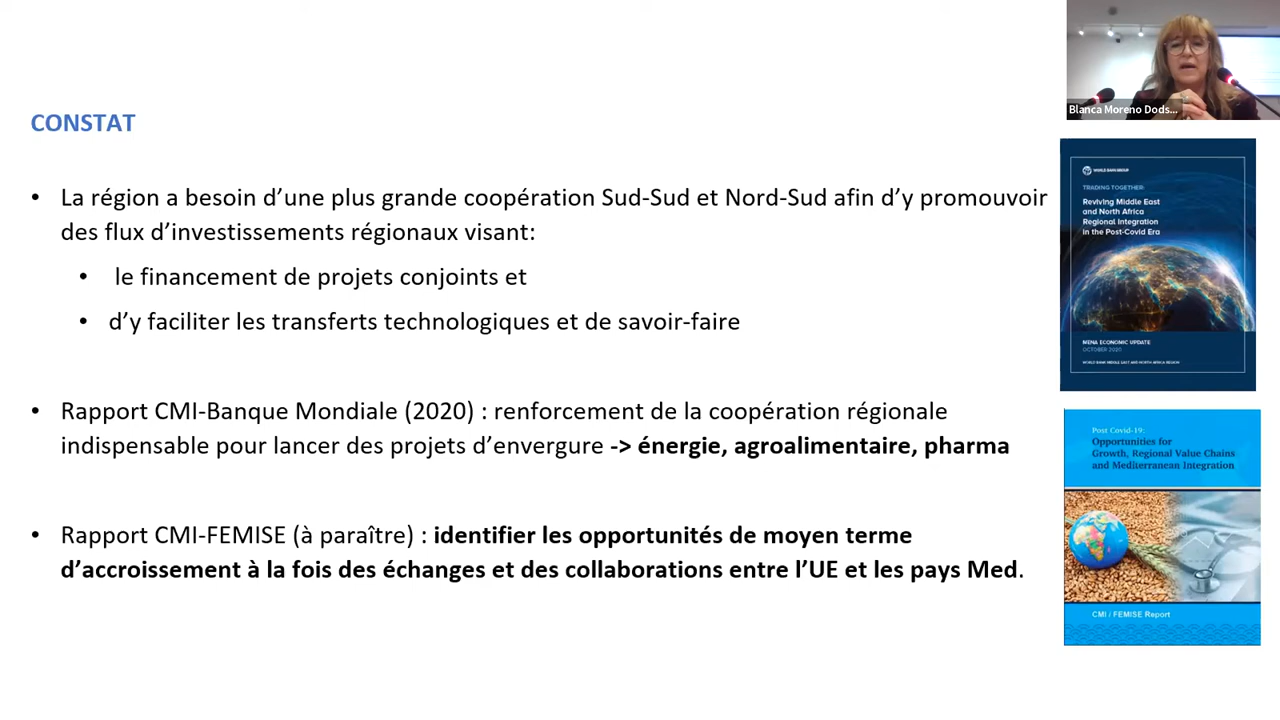 CONSTAT
• La région a besoin d’une plus grande coopération Sud-Sud et Nord-Sud afin d’y promouvoir
des flux d’investissements régionaux visant:
• le financement de projets conjoints et
• d’y faciliter les transferts technologiques et de savoir-faire
• Rapport CMI-Banque Mondiale (2020) : renforcement de la coopération régionale
indispensable pour lancer des projets d’envergure -> énergie, agroalimentaire, pharma
• Rapport CMI-FEMISE (à paraître) : identifier les opportunités de moyen terme
d’accroissement à la fois des échanges et des collaborations entre l’UE et les pays Med.
Blanca Moreno Dods...
WORLD BANK GROUP
TRADING TOGETHER:
Reviving Middle East
and North Africa
Regional Integration
in the Post-Covid Era
MENA ECONOMIC UPDATE
OCTOBER 2020
WORLD BANK MIDDLE EAST AND NORTH AFRICA REGION
Post Covid-19:
Opportunities for
Growth, Regional Value Chains
and Mediterranean Integration
CMI / FEMISE Report